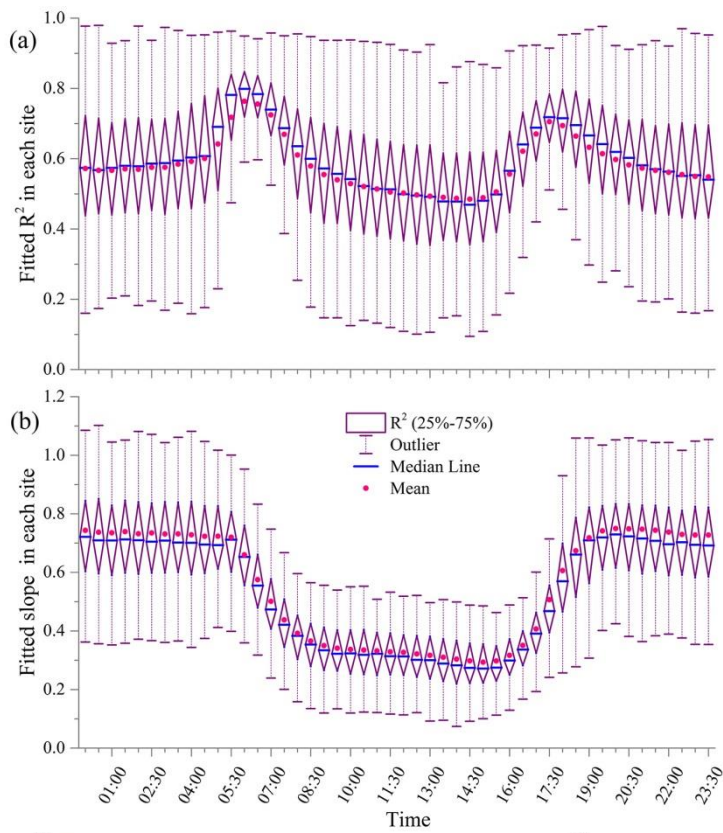 (a)
Fitted R² in each site
1.0
0.8
0.6
0.4
0.2
0.0
(b)
Fitted slope in each site
1.2
1.0
0.8
0.6
0.4
0.2
0.0
R² (25%-75%)
Outlier
Median Line
Mean
01:00 02:30 04:00 05:30 07:00 08:30 10:00 11:30 13:00 14:30 16:00 17:30 19:00 20:30 22:00 23:30
Time